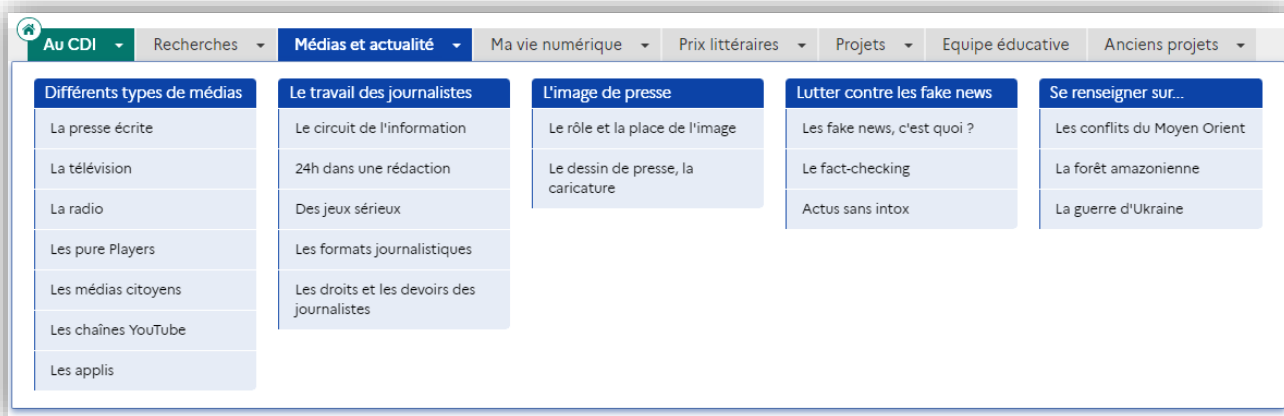 Au CDI
Recherches
Médias et actualité
Ma vie numérique
Prix littéraires
Projets
Equipe éducative
Anciens projets
Différents types de médias
La presse écrite
La télévision
La radio
Les pure Players
Les médias citoyens
Les chaînes YouTube
Les applis
Le travail des journalistes
Le circuit de l'information
24h dans une rédaction
Des jeux sérieux
Les formats journalistiques
Les droits et les devoirs des
journalistes
L'image de presse
Le rôle et la place de l'image
Le dessin de presse, la
caricature
Lutter contre les fake news
Les fake news, c'est quoi ?
Le fact-checking
Actus sans intox
Se renseigner sur...
Les conflits du Moyen Orient
La forêt amazonienne
La guerre d'Ukraine